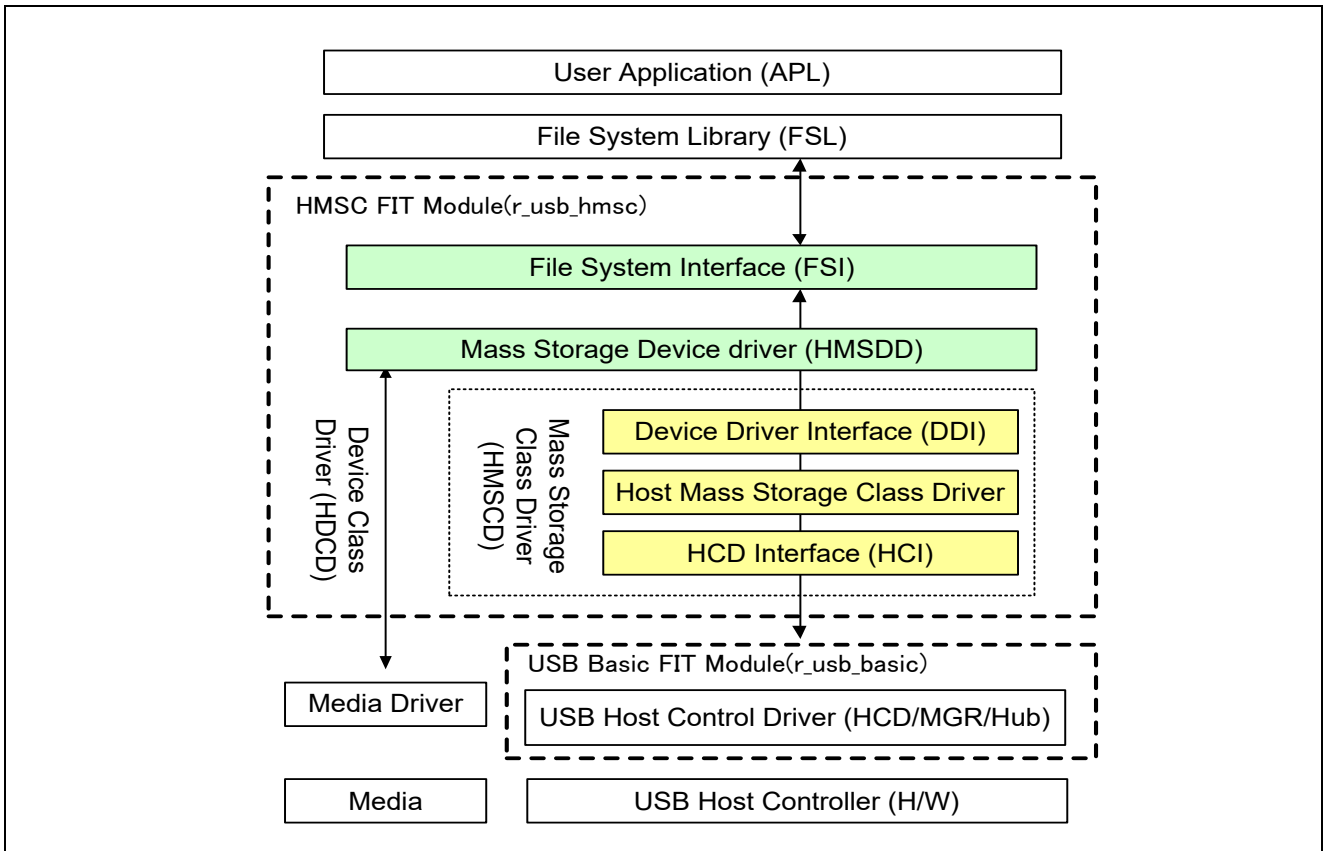 User Application (APL)
File System Library (FSL)
HMSC FIT Module(r_usb_hmsc)
File System Interface (FSI)
Mass Storage Device driver (HMSDD)
Device Class
Driver (HDCD)
Mass Storage
Class Driver
(HMSCD)
Device Driver Interface (DDI)
Host Mass Storage Class Driver
HCD Interface (HCI)
USB Basic FIT Module(r_usb_basic)
Media Driver
USB Host Control Driver (HCD/MGR/Hub)
Media
USB Host Controller (H/W)